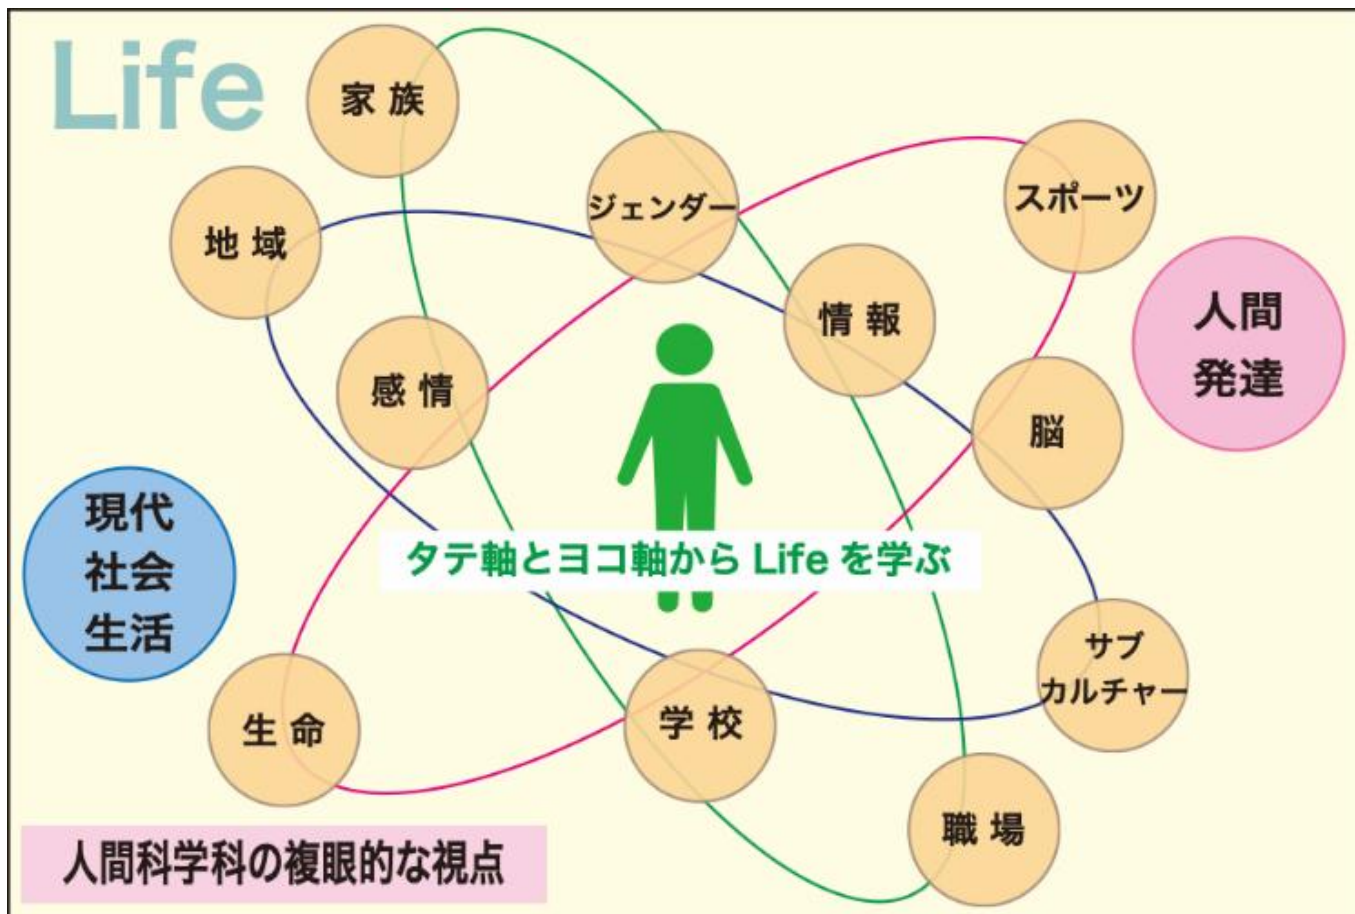 Life
家族
地域
ジェンダー
スポーツ
情報
人間
発達
感情
脳
現代
社会
生活
タテ軸とヨコ軸から Life を学ぶ
サブ
カルチャー
生命
学校
職場
人間科学科の複眼的な視点